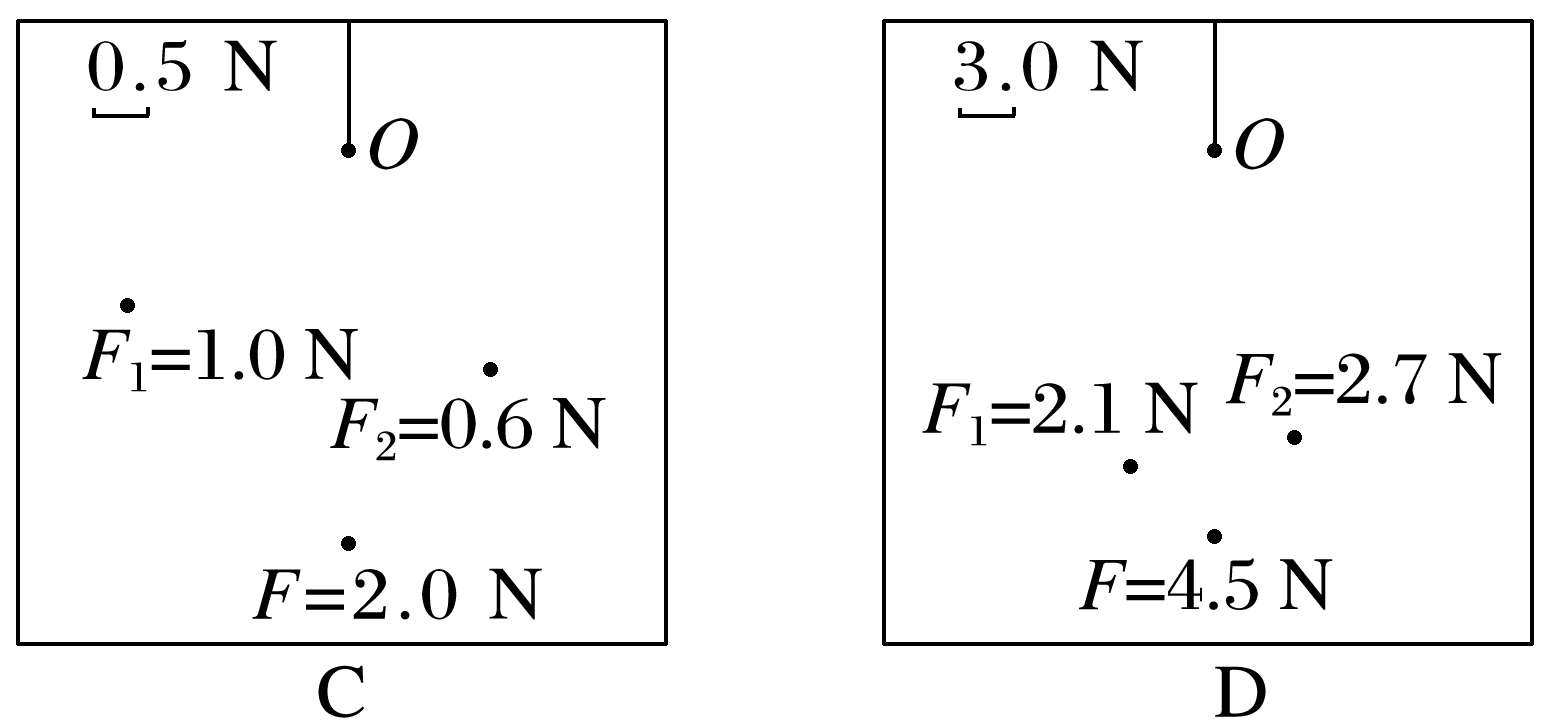 0.5 N
O
F₁=1.0 N
F₂=0.6 N
F=2.0 N
C
3.0 N
O
F₂=2.7 N
F₁=2.1 N
F=4.5 N
D